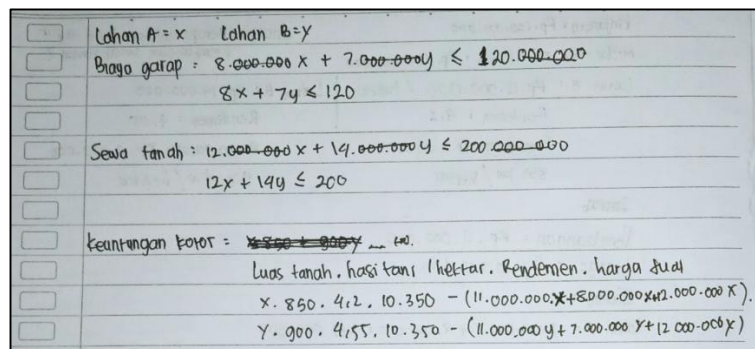 Lahan A = x Lahan B = y
Biaya garap : 8.000.000 x + 7.000.000 y ≤ 120.000.000
8x + 7y ≤ 120
Sewa tanah : 12.000.000 x + 14.000.000 y ≤ 200.000.000
12x + 14y ≤ 200
Keuntungan kotor = x 850 + 900 y
Luas tanah . hasi tani / hektar . Rendemen . harga jual
x . 850 . 4,2 . 10.350 – (11.000.000.x + 8.000.000 x + 12.000.000 x).
Y . 900 . 4,55 . 10.350 – (11.000.000 y + 7.000.000 y + 12.000.000 y)